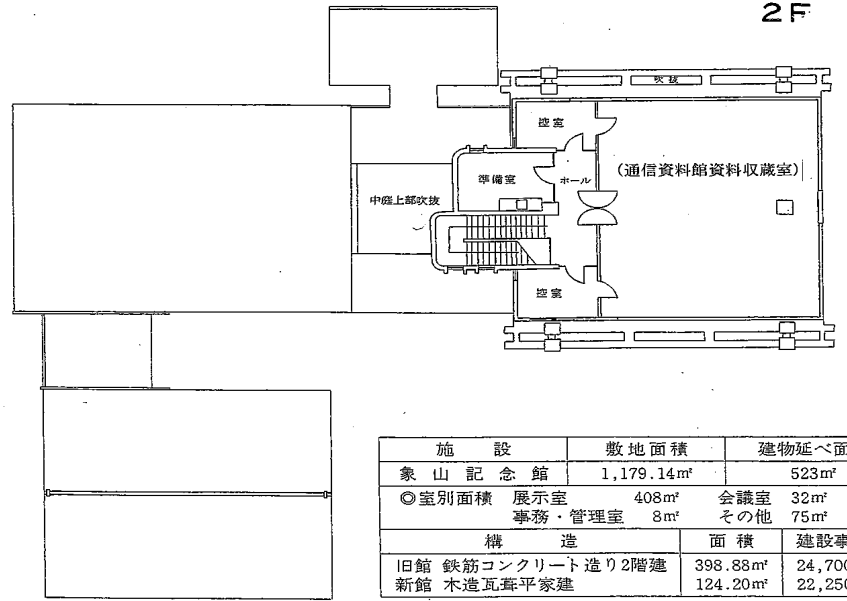 2F
吹抜
控室
(通信資料館資料収蔵室)
準備室
ホール
中庭上部吹抜
控室
施設 敷地面積 建物延べ面
象山記念館 1,179.14㎡ 523㎡
◎室別面積 展示室 408㎡ 会議室 32㎡
事務・管理室 8㎡ その他 75㎡
構造 面積 建設事
旧館 鉄筋コンクリート造り2階建 398.88㎡ 24,700
新館 木造瓦葺平家建 124.20㎡ 22,250